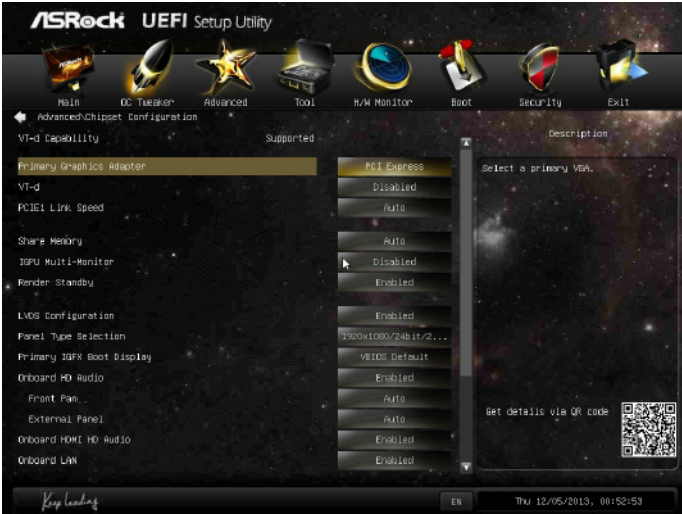 ASRock UEFI Setup Utility
Main OC Tweaker Advanced Tool H/W Monitor Boot Security Exit
Advanced\Chipset Configuration
Description
VT-d Capability Supported
Primary Graphics Adapter PCI Express
Select a primary VGA.
VT-d Disabled
PCIE1 Link Speed Auto
Share Memory Auto
IGPU Multi-Monitor Disabled
Render Standby Enabled
LVDS Configuration Enabled
Panel Type Selection 1920x1080/24bit/2...
Primary IGFX Boot Display VBIOS Default
Onboard HD Audio Enabled
Front Pan... Auto
External Panel Auto
Get details via QR code
Onboard HDMI HD Audio Enabled
Onboard LAN Enabled
Keep Leading
EN
Thu 12/05/2013, 00:52:53